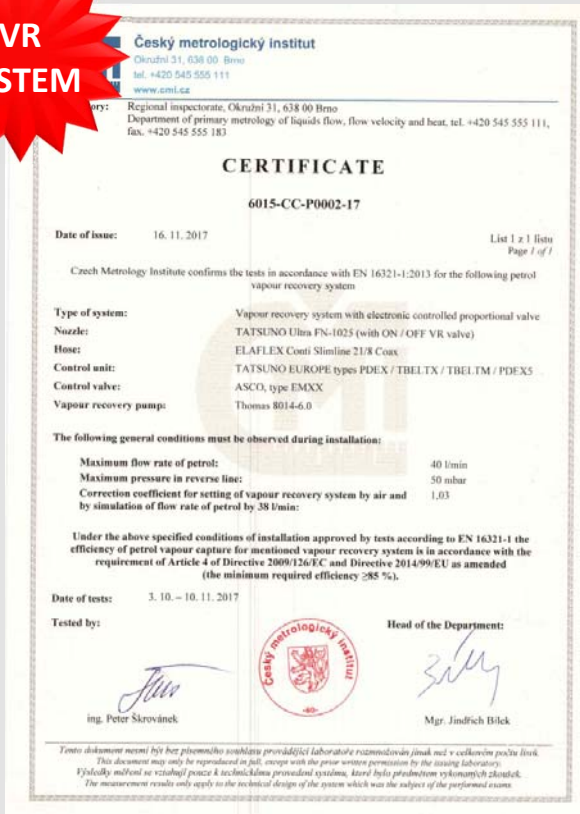 VR
STEM
Český metrologický institut
Okružní 31, 638 00 Brno
tel. +420 545 555 111
www.cmi.cz
ory: Regional inspectorate, Okružní 31, 638 00 Brno
Department of primary metrology of liquids flow, flow velocity and heat, tel. +420 545 555 111,
fax. +420 545 555 183
CERTIFICATE
6015-CC-P0002-17
Date of issue: 16. 11. 2017
List 1 z 1 listu
Page 1 of 1
Czech Metrology Institute confirms the tests in accordance with EN 16321-1:2013 for the following petrol
vapour recovery system
Type of system: Vapour recovery system with electronic controlled proportional valve
Nozzle: TATSUNO Ultra FN-1025 (with ON / OFF VR valve)
Hose: ELAFLEX Conti Slimline 21/8 Coax
Control unit: TATSUNO EUROPE types PDEX / TBELTX / TBELTM / PDEX5
Control valve: ASCO, type EMXX
Vapour recovery pump: Thomas 8014-6.0
The following general conditions must be observed during installation:
Maximum flow rate of petrol: 40 l/min
Maximum pressure in reverse line: 50 mbar
Correction coefficient for setting of vapour recovery system by air and 1,03
by simulation of flow rate of petrol by 38 l/min:
Under the above specified conditions of installation approved by tests according to EN 16321-1 the
efficiency of petrol vapour capture for mentioned vapour recovery system is in accordance with the
requirement of Article 4 of Directive 2009/126/EC and Directive 2014/99/EU as amended
(the minimum required efficiency ≥85 %).
Date of tests: 3. 10. – 10. 11. 2017
Tested by: Head of the Department:
Český metrologický institut
-40-
ing. Peter Škrovánek Mgr. Jindřich Bílek
Tento dokument nesmí být bez písemného souhlasu provádějící laboratoře rozmnožován jinak než v celkovém počtu listů.
This document may only be reproduced in full, except with the prior written permission by the issuing laboratory.
Výsledky měření se vztahují pouze k technickému provedení systému, které bylo předmětem vykonaných zkoušek.
The measurement results only apply to the technical design of the system which was the subject of the performed exams.